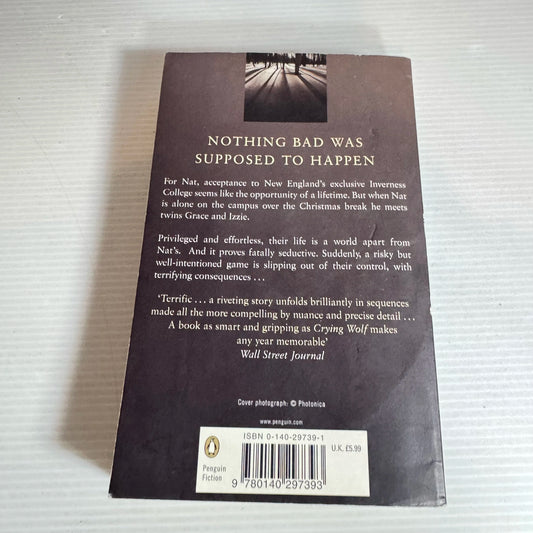 NOTHING BAD WAS
SUPPOSED TO HAPPEN
For Nat, acceptance to New England's exclusive Inverness
College seems like the opportunity of a lifetime. But when Nat
is alone on the campus over the Christmas break he meets
twins Grace and Izzie.
Privileged and effortless, their life is a world apart from
Nat's. And it proves fatally seductive. Suddenly, a risky but
well-intentioned game is slipping out of their control, with
terrifying consequences . . .
'Terrific . . . a riveting story unfolds brilliantly in sequences
made all the more compelling by nuance and precise detail . . .
A book as smart and gripping as Crying Wolf makes
any year memorable'
Wall Street Journal
Cover photograph: © Photonica
www.penguin.com
ISBN 0-140-29739-1
U.K. £5.99
Penguin
Fiction
9 780140 297393